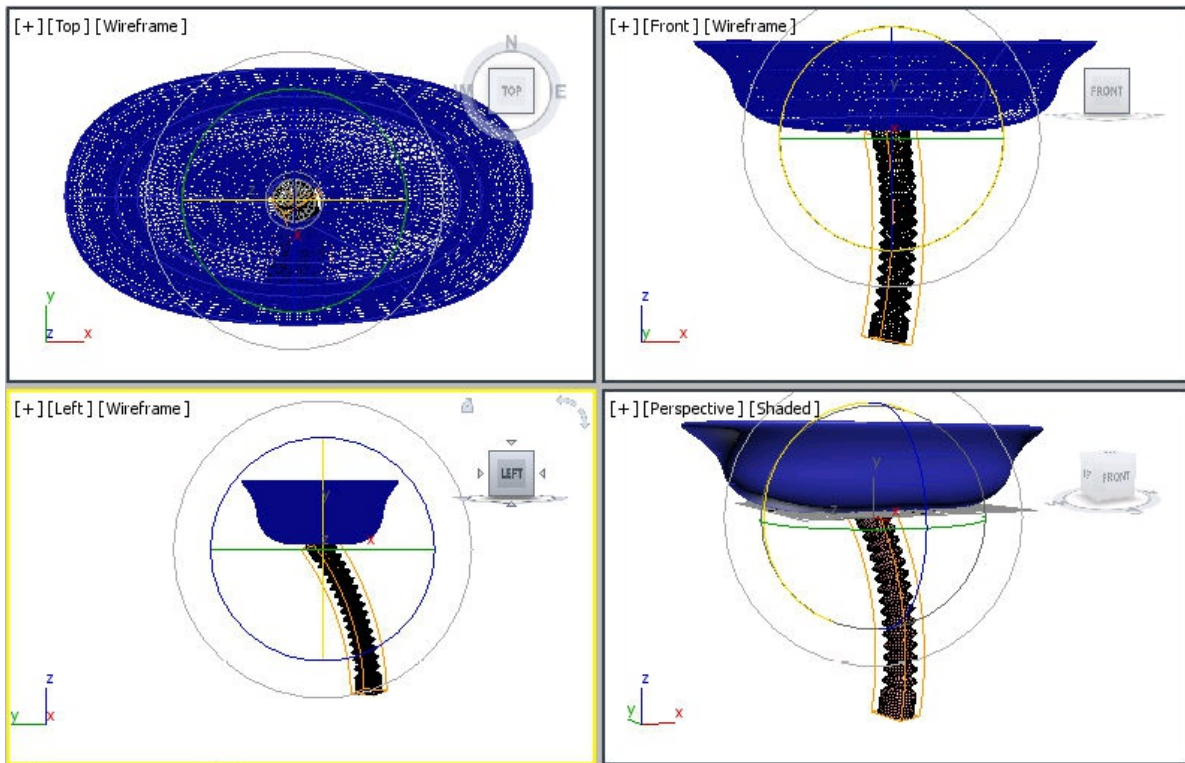 [+] [Top] [Wireframe]
N
TOP
E
y
z
x
[+] [Front] [Wireframe]
y
z
x
FRONT
z
y
x
[+] [Left] [Wireframe]
LEFT
y
z
x
z
y
x
[+] [Perspective] [Shaded]
FRONT
y
z
x
z
y
x